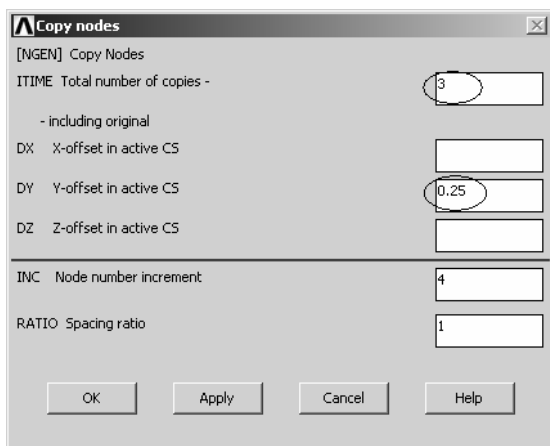 Copy nodes
[NGEN] Copy Nodes
ITIME Total number of copies - 3
- including original
DX X-offset in active CS
DY Y-offset in active CS 0.25
DZ Z-offset in active CS
INC Node number increment 4
RATIO Spacing ratio 1
OK Apply Cancel Help